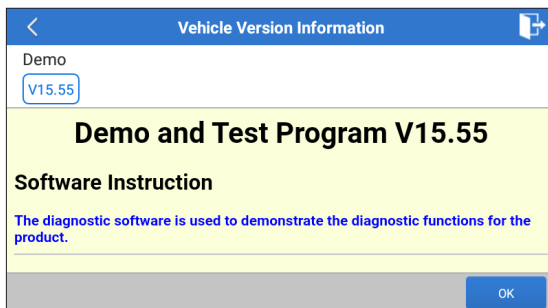 Vehicle Version Information
Demo
V15.55
Demo and Test Program V15.55
Software Instruction
The diagnostic software is used to demonstrate the diagnostic functions for the
product.
OK